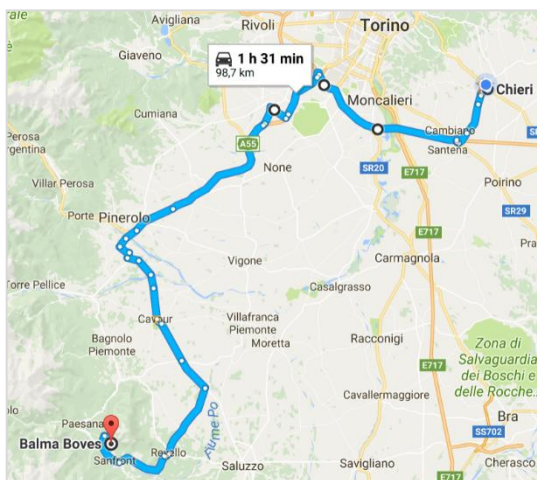 Avigliana
Rivoli
Torino
Giaveno
1 h 31 min
98,7 km
Chieri
Moncalieri
Cumiana
Cambiano
Santena
Perosa
Argentina
A55
None
SR20
E717
Poirino
Villar Perosa
SR29
Porte
Pinerolo
E717
Pra
Vigone
Carmagnola
Torre Pellice
Casalgrasso
Cavour
Villafranca
Piemonte
Bagnolo
Piemonte
Moretta
Racconigi
Zona di
Salvaguardia
dei Boschi e
delle Rocche...
E717
Cavallermaggiore
Fiume Po
Paesana
Bra
Balma Boves
Revello
Sanfront
SS702
Saluzzo
Savigliano
Cherasco